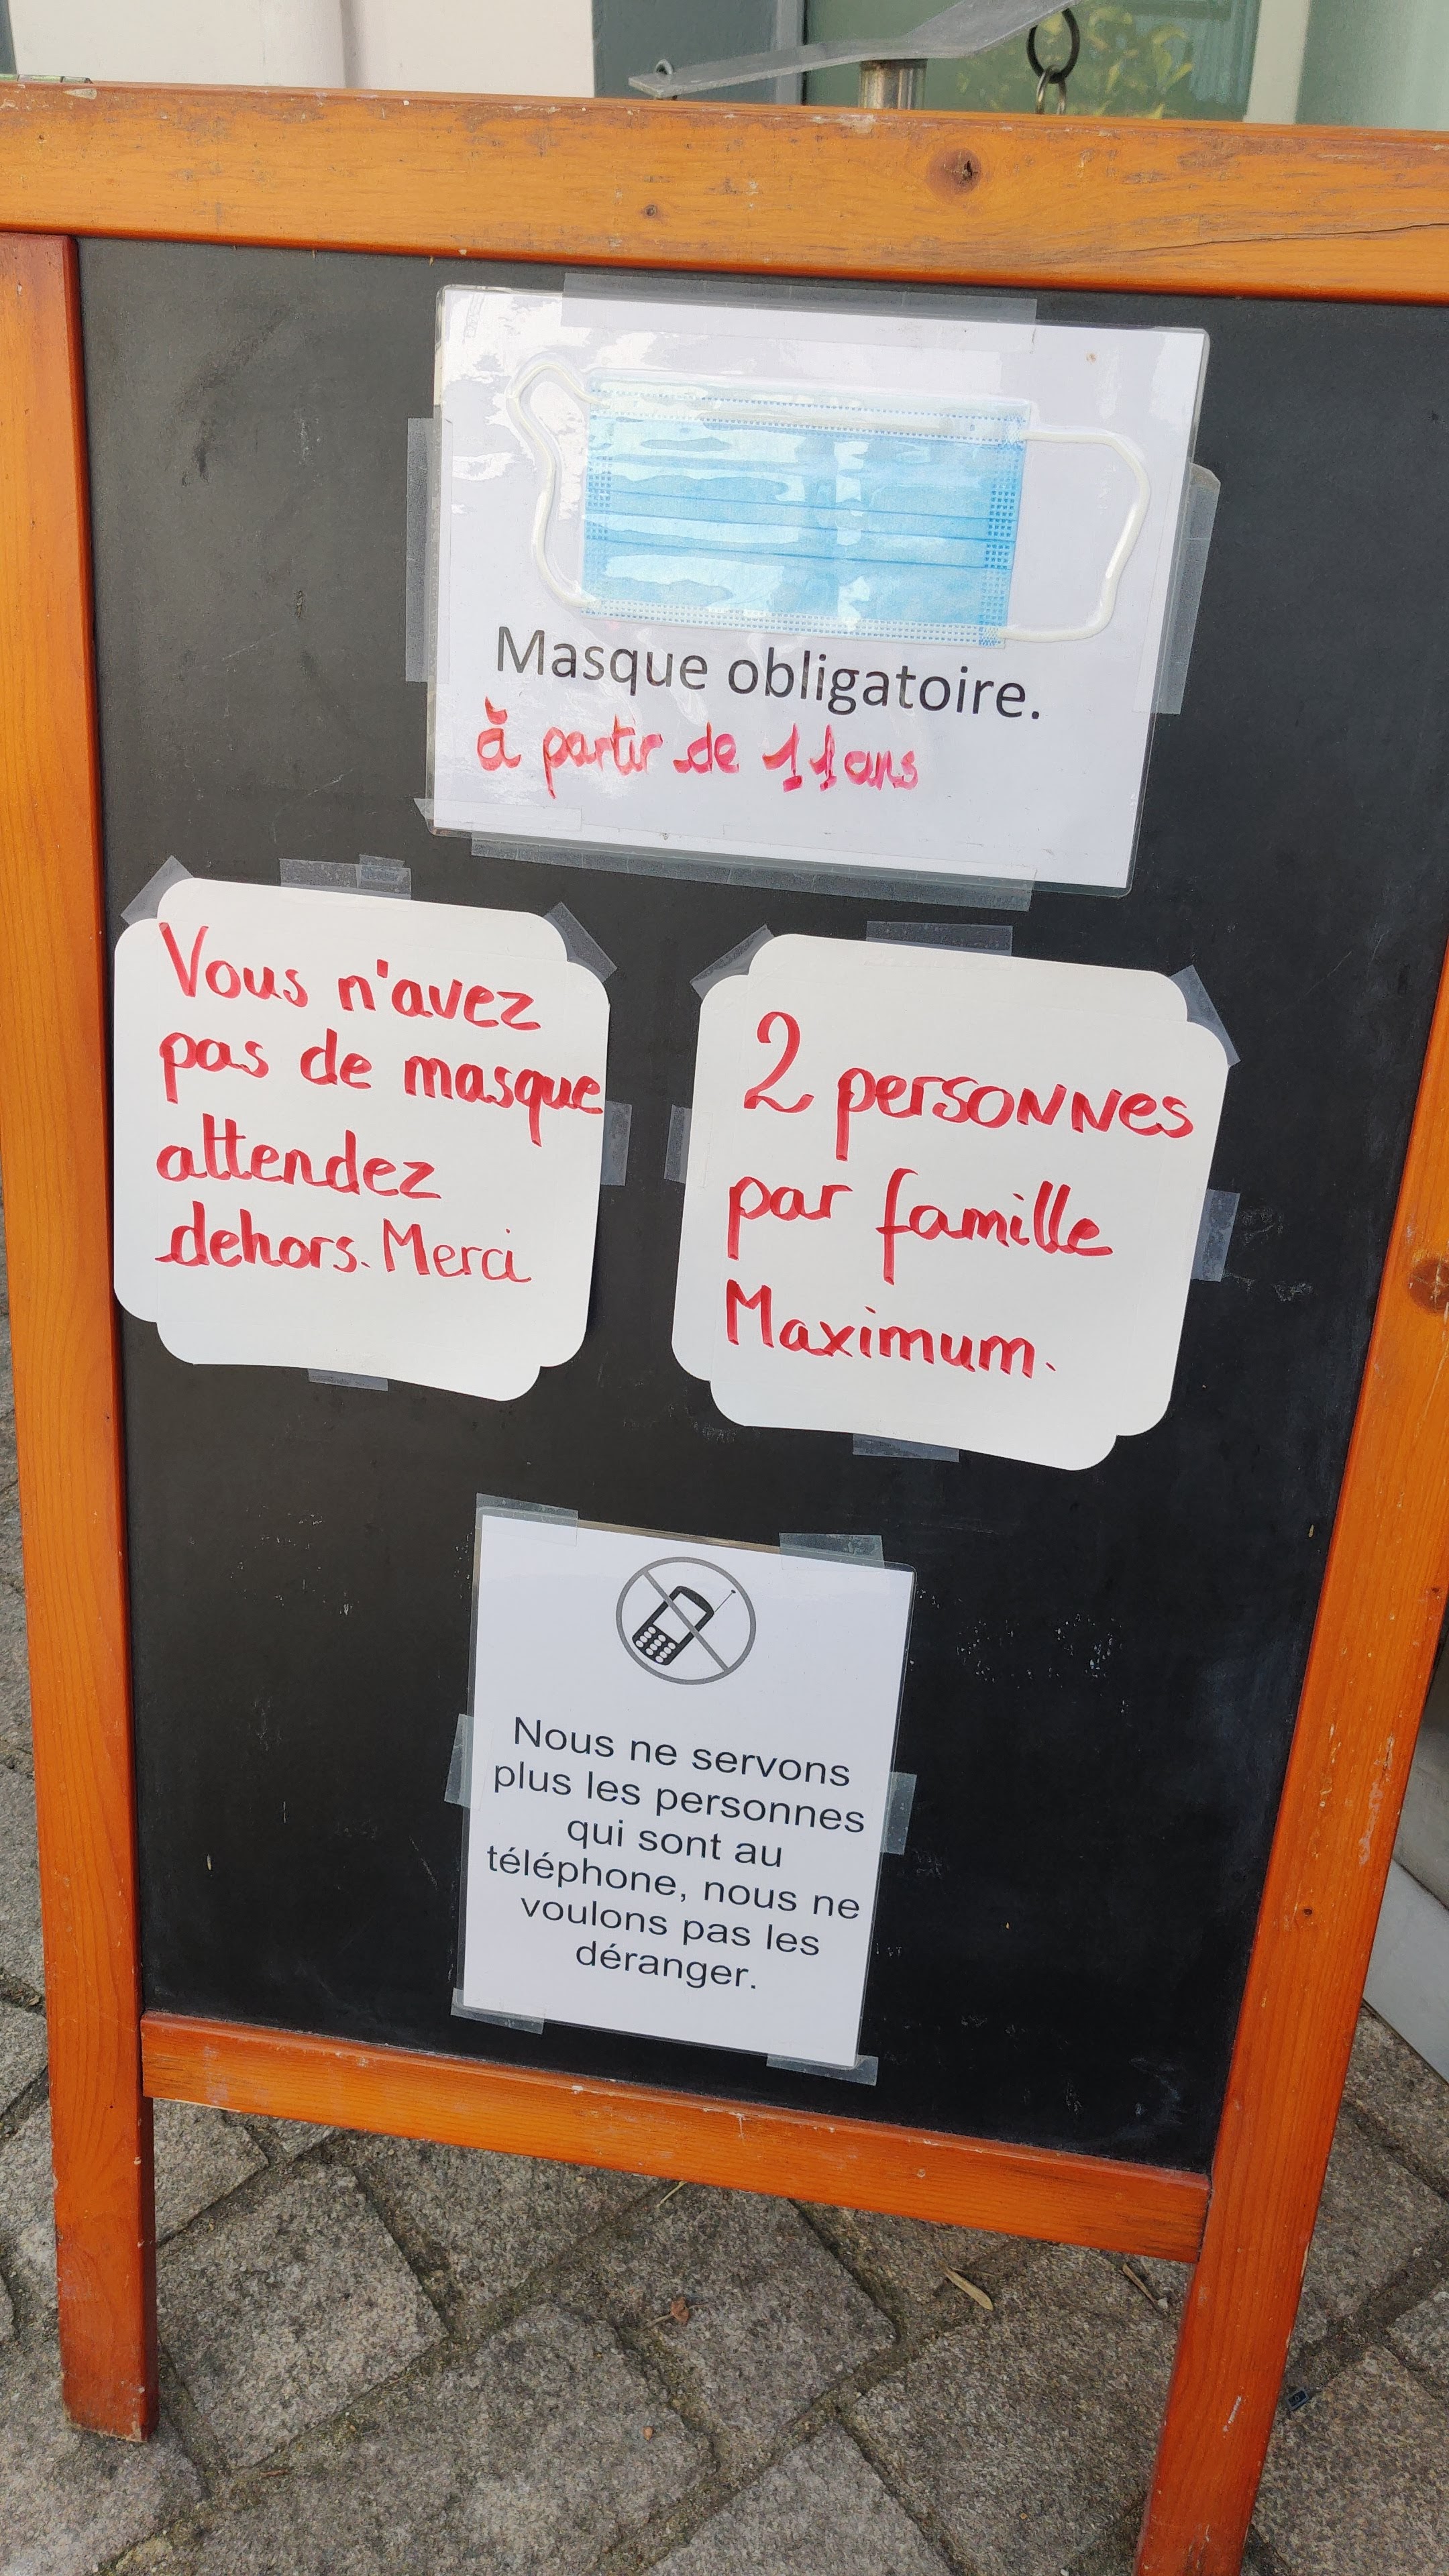 Masque obligatoire.
à partir de 11 ans
Vous n'avez
pas de masque
attendez
dehors. Merci
2 personnes
par famille
Maximum.
Nous ne servons
plus les personnes
qui sont au
téléphone, nous ne
voulons pas les
déranger.